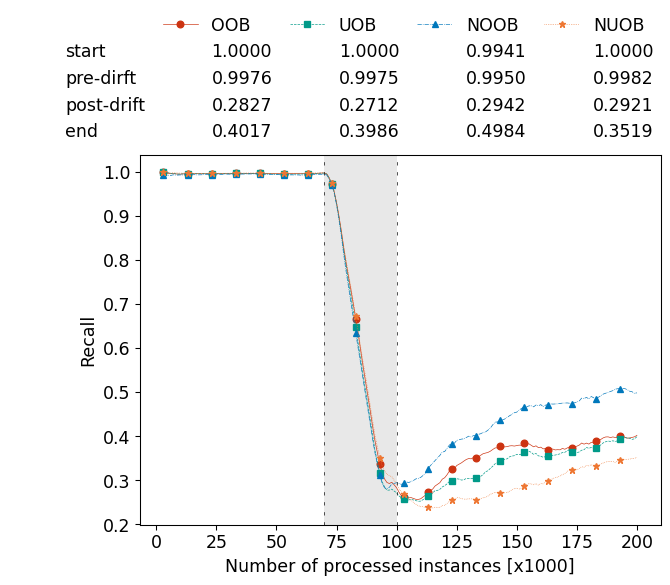 OOB UOB NOOB NUOB
start 1.0000 1.0000 0.9941 1.0000
pre-dirft 0.9976 0.9975 0.9950 0.9982
post-drift 0.2827 0.2712 0.2942 0.2921
end 0.4017 0.3986 0.4984 0.3519
1.0
0.9
0.8
0.7
0.6
0.5
0.4
0.3
0.2
Recall
0 25 50 75 100 125 150 175 200
Number of processed instances [x1000]